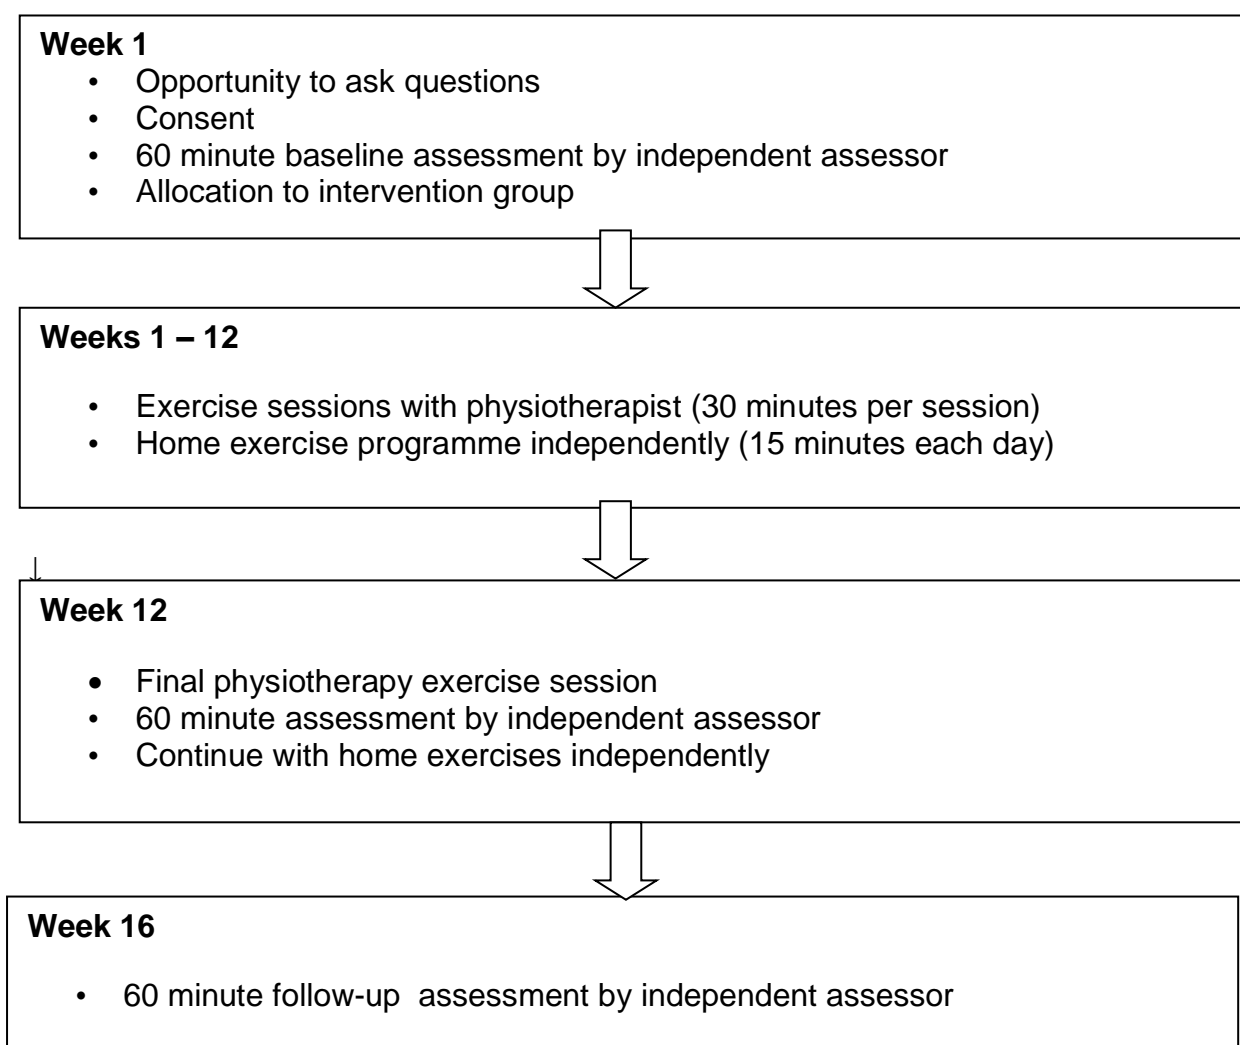 Week 1
• Opportunity to ask questions
• Consent
• 60 minute baseline assessment by independent assessor
• Allocation to intervention group
Weeks 1 – 12
• Exercise sessions with physiotherapist (30 minutes per session)
• Home exercise programme independently (15 minutes each day)
↓
Week 12
• Final physiotherapy exercise session
• 60 minute assessment by independent assessor
• Continue with home exercises independently
Week 16
• 60 minute follow-up  assessment by independent assessor